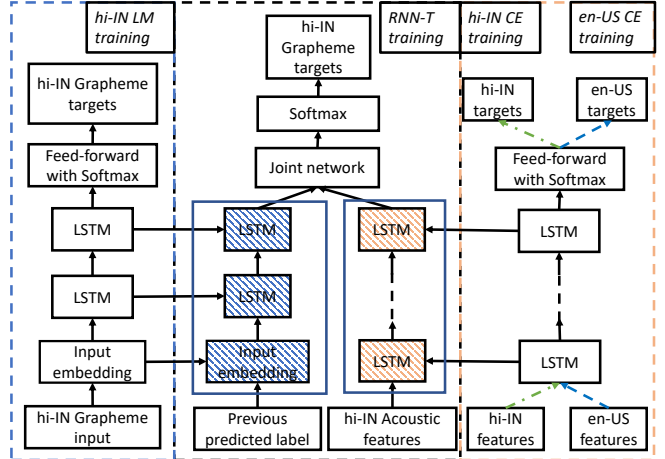 hi-IN LM
training
RNN-T
training
hi-IN CE
training
en-US CE
training
hi-IN Grapheme
targets
Feed-forward
with Softmax
LSTM
LSTM
Input
embedding
hi-IN Grapheme
input
hi-IN
Grapheme
targets
Softmax
Joint network
LSTM
LSTM
Input
embedding
Previous
predicted label
LSTM
LSTM
hi-IN Acoustic
features
hi-IN
targets
en-US
targets
Feed-forward
with Softmax
LSTM
LSTM
hi-IN
features
en-US
features